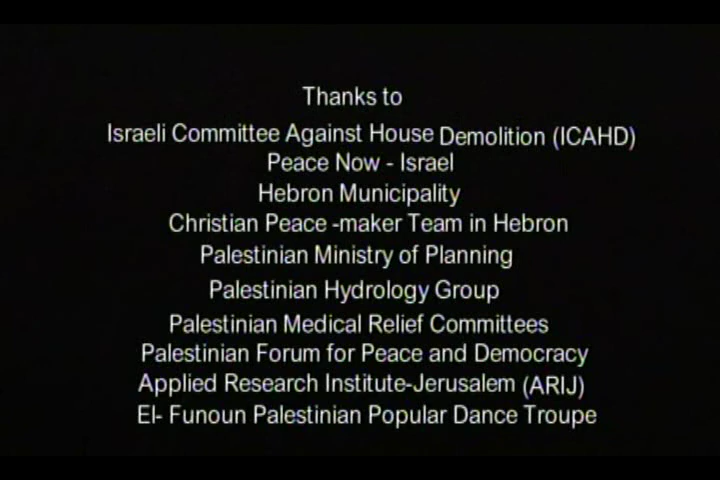 Thanks to
Israeli Committee Against House Demolition (ICAHD)
Peace Now - Israel
Hebron Municipality
Christian Peace -maker Team in Hebron
Palestinian Ministry of Planning
Palestinian Hydrology Group
Palestinian Medical Relief Committees
Palestinian Forum for Peace and Democracy
Applied Research Institute-Jerusalem (ARIJ)
El- Funoun Palestinian Popular Dance Troupe